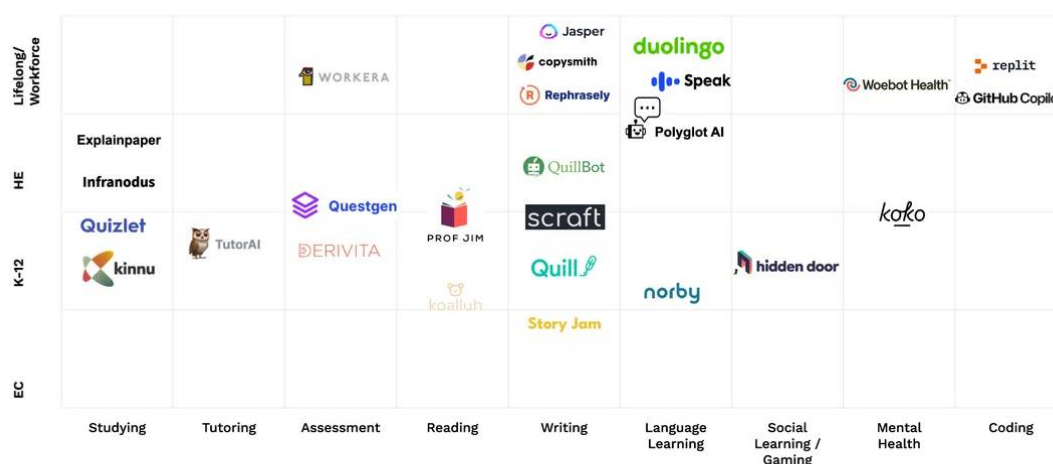 Lifelong/
Workforce
HE
K-12
EC
Jasper
copysmith
R Rephrasely
duolingo
Speak
Polyglot AI
WORKERA
Woebot Health
replit
GitHub Copilo
Explainpaper
Infranodus
Quizlet
kinnu
TutorAI
Questgen
DERIVITA
PROF JIM
koalluh
QuillBot
scraft
Quill
Story Jam
norby
hidden door
koko
Studying
Tutoring
Assessment
Reading
Writing
Language
Learning
Social
Learning /
Gaming
Mental
Health
Coding